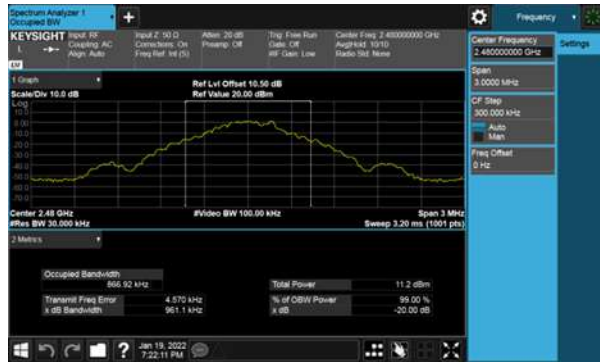 Spectrum Analyzer 1
Occupied BW
Frequency
KEYSIGHT
Input: RF
Coupling: AC
Align: Auto
Input Z: 50 Ω
Corrections: On
Freq Ref: Int (S)
Atten: 20 dB
Preamp: Off
Trig: Free Run
Gate: Off
#IF Gain: Low
Center Freq: 2.480000000 GHz
Avg|Hold: 10/10
Radio Std: None
Center Frequency
2.480000000 GHz
Settings
Span
3.0000 MHz
CF Step
300.000 kHz
Auto
Man
Freq Offset
0 Hz
1 Graph
Scale/Div 10.0 dB
Ref Lvl Offset 10.50 dB
Ref Value 20.00 dBm
Log
Center 2.48 GHz
#Res BW 30.000 kHz
#Video BW 100.00 kHz
Span 3 MHz
Sweep 3.20 ms (1001 pts)
2 Metrics
Occupied Bandwidth
866.92 kHz
Total Power
11.2 dBm
Transmit Freq Error
4.570 kHz
% of OBW Power
99.00 %
x dB Bandwidth
961.1 kHz
x dB
-20.00 dB
Jan 19, 2022
7:22:11 PM